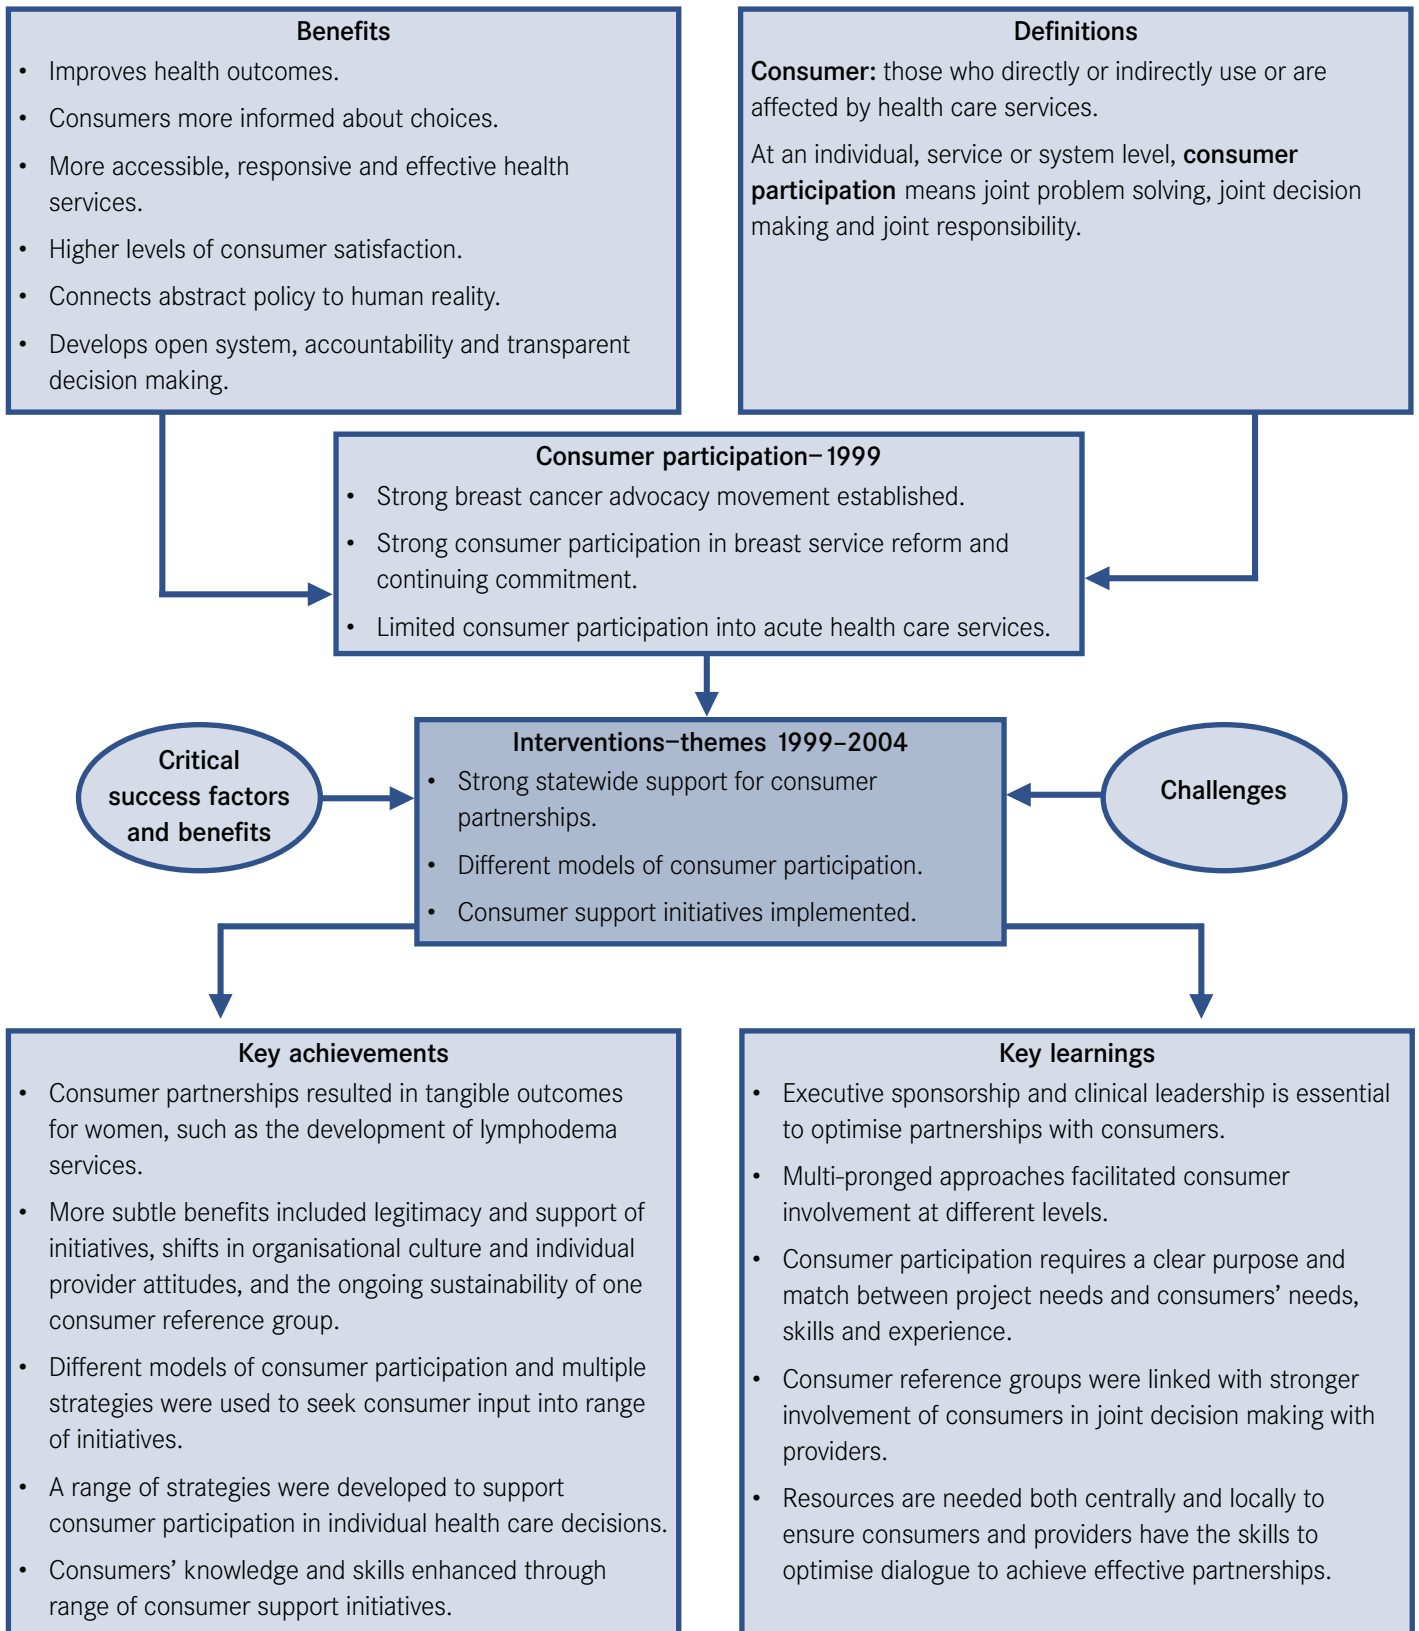 Benefits
• Improves health outcomes.
• Consumers more informed about choices.
• More accessible, responsive and effective health
services.
• Higher levels of consumer satisfaction.
• Connects abstract policy to human reality.
• Develops open system, accountability and transparent
decision making.
Definitions
Consumer: those who directly or indirectly use or are
affected by health care services.
At an individual, service or system level, consumer
participation means joint problem solving, joint decision
making and joint responsibility.
Consumer participation–1999
• Strong breast cancer advocacy movement established.
• Strong consumer participation in breast service reform and
continuing commitment.
• Limited consumer participation into acute health care services.
Critical
success factors
and benefits
Interventions–themes 1999–2004
• Strong statewide support for consumer
partnerships.
• Different models of consumer participation.
• Consumer support initiatives implemented.
Challenges
Key achievements
• Consumer partnerships resulted in tangible outcomes
for women, such as the development of lymphodema
services.
• More subtle benefits included legitimacy and support of
initiatives, shifts in organisational culture and individual
provider attitudes, and the ongoing sustainability of one
consumer reference group.
• Different models of consumer participation and multiple
strategies were used to seek consumer input into range
of initiatives.
• A range of strategies were developed to support
consumer participation in individual health care decisions.
• Consumers’ knowledge and skills enhanced through
range of consumer support initiatives.
Key learnings
• Executive sponsorship and clinical leadership is essential
to optimise partnerships with consumers.
• Multi-pronged approaches facilitated consumer
involvement at different levels.
• Consumer participation requires a clear purpose and
match between project needs and consumers’ needs,
skills and experience.
• Consumer reference groups were linked with stronger
involvement of consumers in joint decision making with
providers.
• Resources are needed both centrally and locally to
ensure consumers and providers have the skills to
optimise dialogue to achieve effective partnerships.